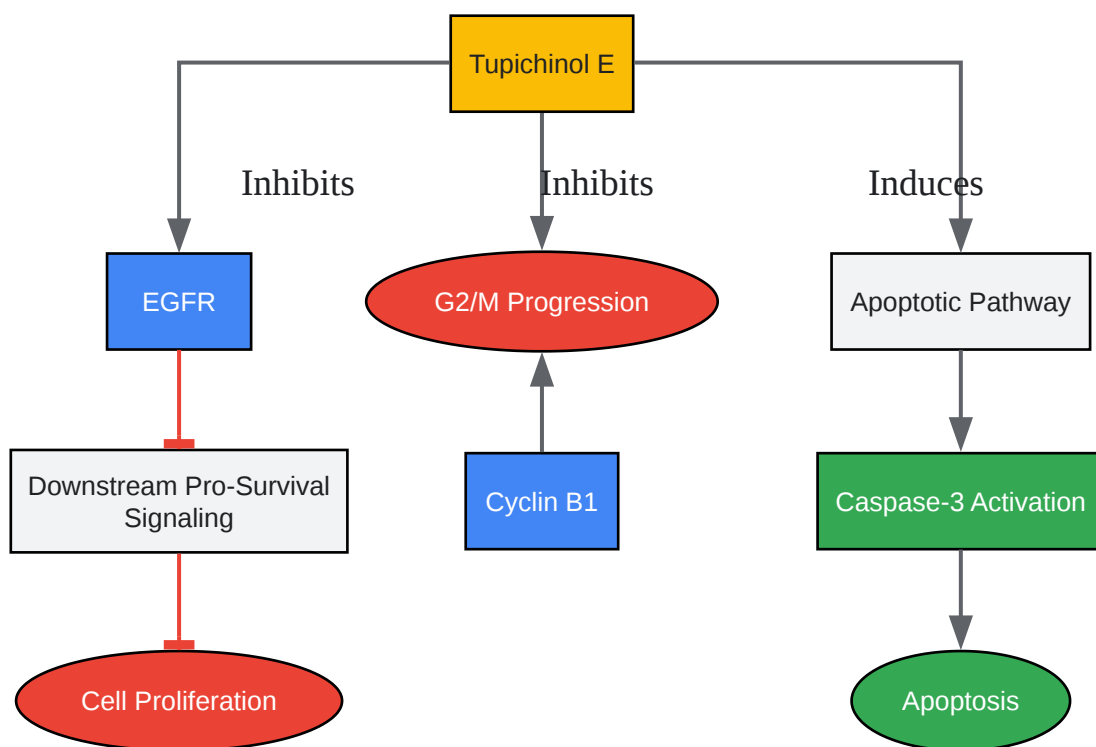 Tupichinol E
Inhibits
Inhibits
Induces
EGFR
G2/M Progression
Apoptotic Pathway
Downstream Pro-Survival
Signaling
Cyclin B1
Caspase-3 Activation
Cell Proliferation
Apoptosis